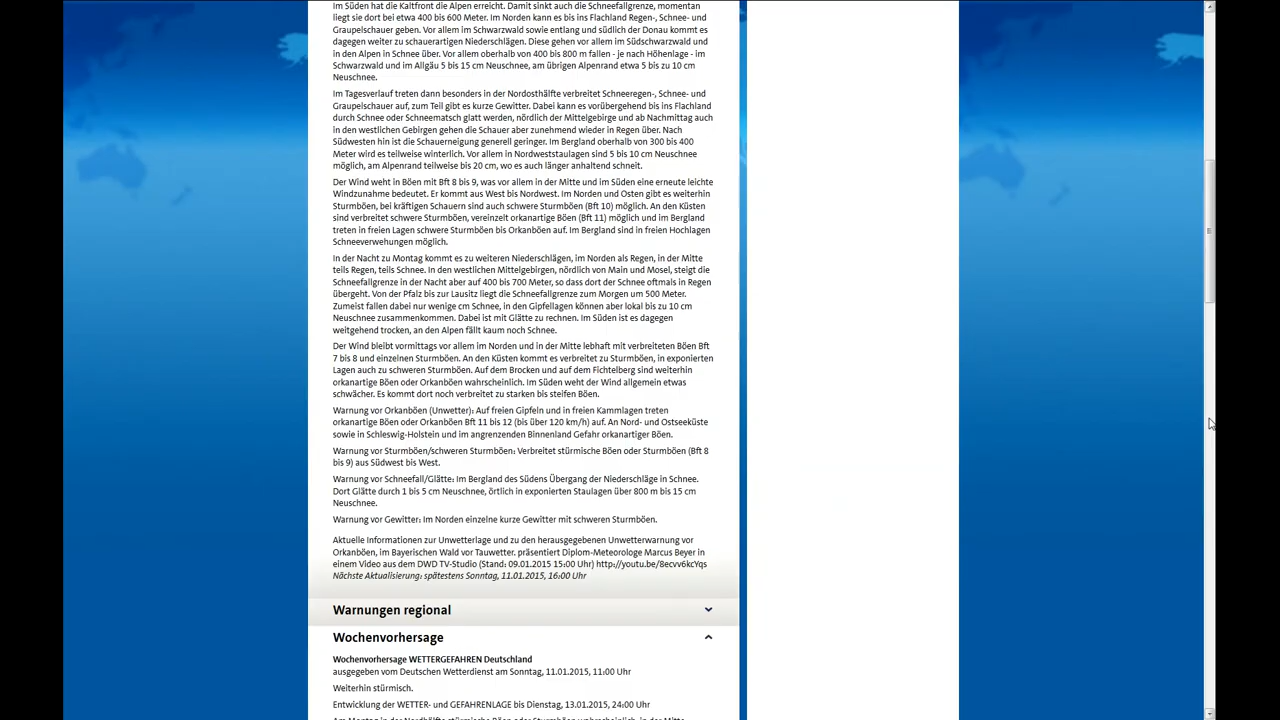 Im Süden hat die Kaltfront die Alpen erreicht. Damit sinkt auch die Schneefallgrenze, momentan
liegt sie dort bei etwa 400 bis 600 Meter. Im Norden kann es bis ins Flachland Regen-, Schnee- und
Graupelschauer geben. Vor allem im Schwarzwald sowie entlang und südlich der Donau kommt es
dagegen weiter zu schauerartigen Niederschlägen. Diese gehen vor allem im Südschwarzwald und
in den Alpen in Schnee über. Vor allem oberhalb von 400 bis 800 m fallen - je nach Höhenlage - im
Schwarzwald und im Allgäu 5 bis 15 cm Neuschnee, am übrigen Alpenrand etwa 5 bis zu 10 cm
Neuschnee.
Im Tagesverlauf treten dann besonders in der Nordosthälfte verbreitet Schneeregen-, Schnee- und
Graupelschauer auf, zum Teil gibt es kurze Gewitter. Dabei kann es vorübergehend bis ins Flachland
durch Schnee oder Schneematsch glatt werden, nördlich der Mittelgebirge und ab Nachmittag auch
in den westlichen Gebirgen gehen die Schauer aber zunehmend wieder in Regen über. Nach
Südwesten hin ist die Schauerneigung generell geringer. Im Bergland oberhalb von 300 bis 400
Meter wird es teilweise winterlich. Vor allem in Nordweststaulagen sind 5 bis 10 cm Neuschnee
möglich, am Alpenrand teilweise bis 20 cm, wo es auch länger anhaltend schneit.
Der Wind weht in Böen mit Bft 8 bis 9, was vor allem in der Mitte und im Süden eine erneute leichte
Windzunahme bedeutet. Er kommt aus West bis Nordwest. Im Norden und Osten gibt es weiterhin
Sturmböen, bei kräftigen Schauern sind auch schwere Sturmböen (Bft 10) möglich. An den Küsten
sind verbreitet schwere Sturmböen, vereinzelt orkanartige Böen (Bft 11) möglich und im Bergland
treten in freien Lagen schwere Sturmböen bis Orkanböen auf. Im Bergland sind in freien Hochlagen
Schneeverwehungen möglich.
In der Nacht zu Montag kommt es zu weiteren Niederschlägen, im Norden als Regen, in der Mitte
teils Regen, teils Schnee. In den westlichen Mittelgebirgen, nördlich von Main und Mosel, steigt die
Schneefallgrenze in der Nacht aber auf 400 bis 700 Meter, so dass dort der Schnee oftmals in Regen
übergeht. Von der Pfalz bis zur Lausitz liegt die Schneefallgrenze zum Morgen um 500 Meter.
Zumeist fallen dabei nur wenige cm Schnee, in den Gipfellagen können aber lokal bis zu 10 cm
Neuschnee zusammenkommen. Dabei ist mit Glätte zu rechnen. Im Süden ist es dagegen
weitgehend trocken, an den Alpen fällt kaum noch Schnee.
Der Wind bleibt vormittags vor allem im Norden und in der Mitte lebhaft mit verbreiteten Böen Bft
7 bis 8 und einzelnen Sturmböen. An den Küsten kommt es verbreitet zu Sturmböen, in exponierten
Lagen auch zu schweren Sturmböen. Auf dem Brocken und auf dem Fichtelberg sind weiterhin
orkanartige Böen oder Orkanböen wahrscheinlich. Im Süden weht der Wind allgemein etwas
schwächer. Es kommt dort noch verbreitet zu starken bis steifen Böen.
Warnung vor Orkanböen (Unwetter): Auf freien Gipfeln und in freien Kammlagen treten
orkanartige Böen oder Orkanböen Bft 11 bis 12 (bis über 120 km/h) auf. An Nord- und Ostseeküste
sowie in Schleswig-Holstein und im angrenzenden Binnenland Gefahr orkanartiger Böen.
Warnung vor Sturmböen/schweren Sturmböen: Verbreitet stürmische Böen oder Sturmböen (Bft 8
bis 9) aus Südwest bis West.
Warnung vor Schneefall/Glätte: Im Bergland des Südens Übergang der Niederschläge in Schnee.
Dort Glätte durch 1 bis 5 cm Neuschnee, örtlich in exponierten Staulagen über 800 m bis 15 cm
Neuschnee.
Warnung vor Gewitter: Im Norden einzelne kurze Gewitter mit schweren Sturmböen.
Aktuelle Informationen zur Unwetterlage und zu den herausgegebenen Unwetterwarnung vor
Orkanböen, im Bayerischen Wald vor Tauwetter. präsentiert Diplom-Meteorologe Marcus Beyer in
einem Video aus dem DWD TV-Studio (Stand: 09.01.2015 15:00 Uhr) http://youtu.be/8ecvv6kcYqs
Nächste Aktualisierung: spätestens Sonntag, 11.01.2015, 16:00 Uhr
Warnungen regional
Wochenvorhersage
Wochenvorhersage WETTERGEFAHREN Deutschland
ausgegeben vom Deutschen Wetterdienst am Sonntag, 11.01.2015, 11:00 Uhr
Weiterhin stürmisch.
Entwicklung der WETTER- und GEFAHRENLAGE bis Dienstag, 13.01.2015, 24:00 Uhr
Am Montag in der Nordhälfte stürmische Böen oder Sturmböen wahrscheinlich, in der Mitte